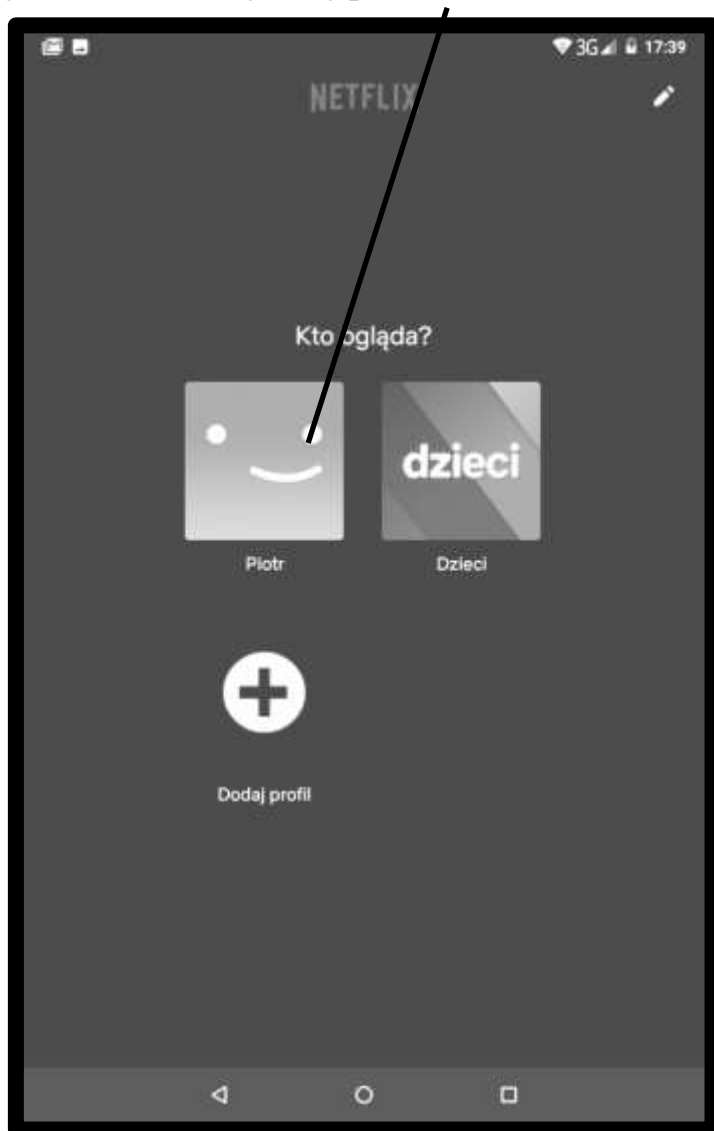 3G 17:39
NETFLIX
Kto ogląda?
dzieci
Piotr Dzieci
Dodaj profil